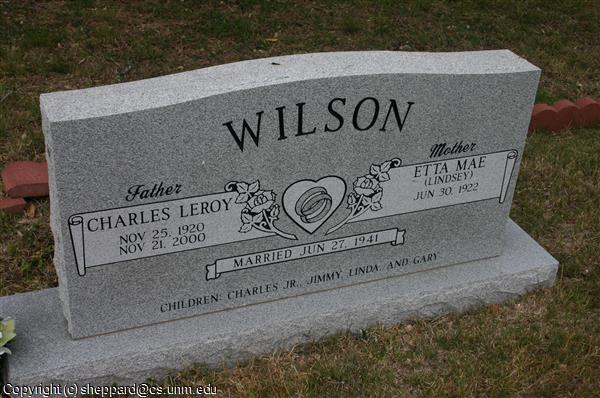 WILSON
Father
CHARLES LEROY
NOV 25, 1920
NOV 21, 2000
Mother
ETTA MAE
(LINDSEY)
JUN 30, 1922
MARRIED JUN 27, 1941
CHILDREN: CHARLES JR., JIMMY, LINDA, AND GARY
Copyright (c) sheppard@cs.unm.edu